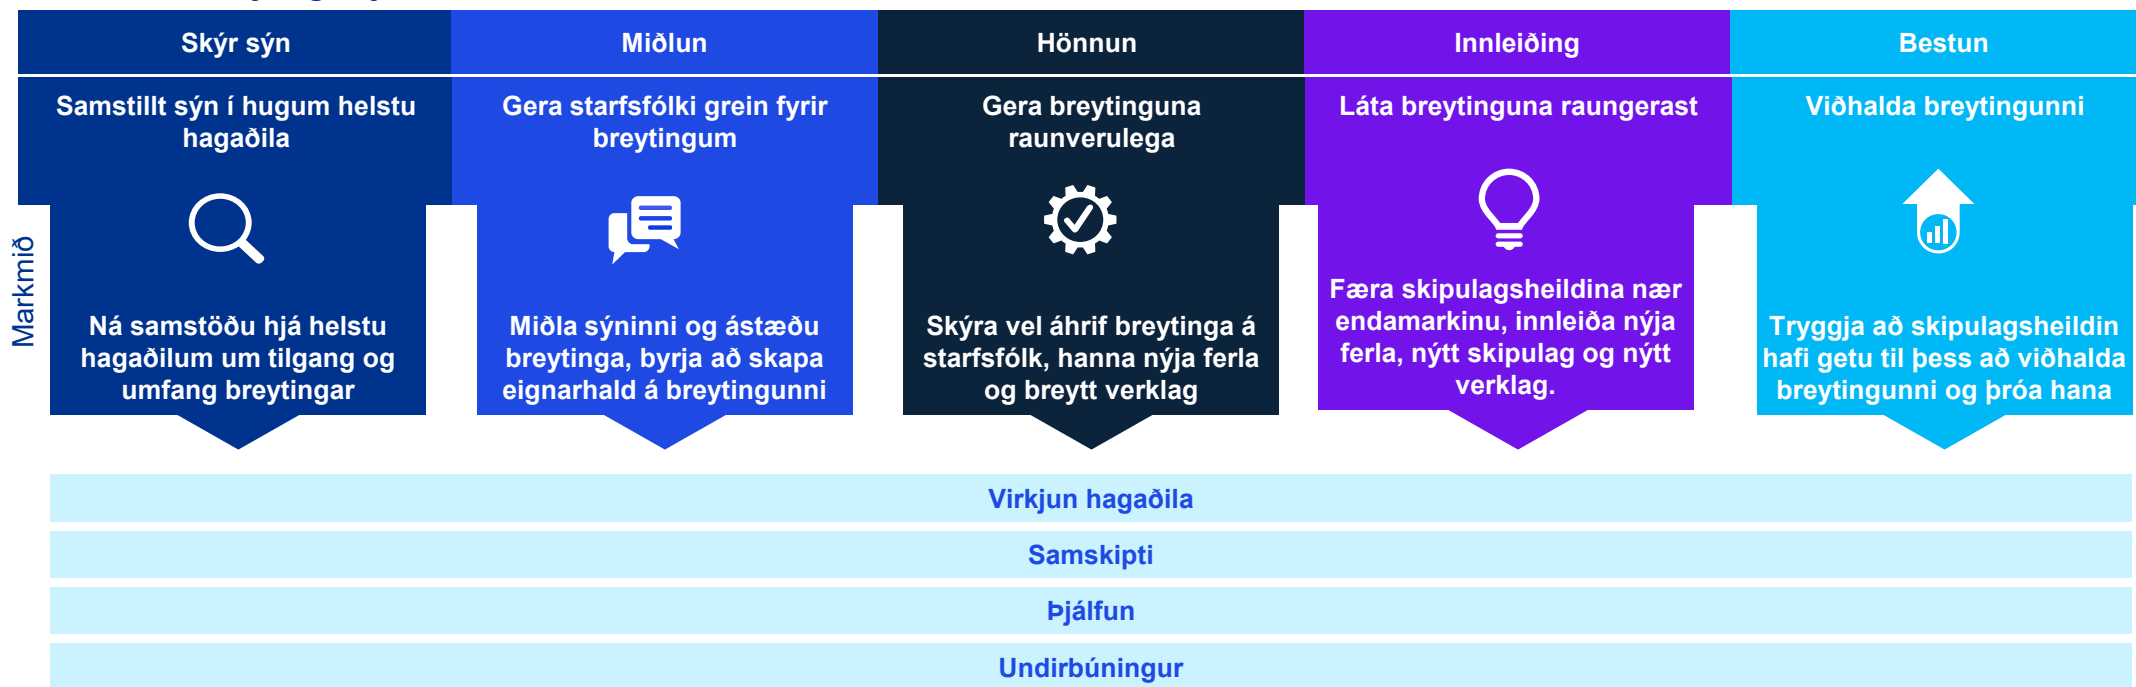 Skýr sýn
Miðlun
Hönnun
Innleiðing
Bestun
Samstillt sýn í hugum helstu
hagaðila
Gera starfsfólki grein fyrir
breytingum
Gera breytinguna
raunverulega
Láta breytinguna raungerast
Viðhalda breytingunni
Markmið
Ná samstöðu hjá helstu
hagaðilum um tilgang og
umfang breytingar
Miðla sýninni og ástæðu
breytinga, byrja að skapa
eignarhald á breytingunni
Skýra vel áhrif breytinga á
starfsfólk, hanna nýja ferla
og breytt verklag
Færa skipulagsheildina nær
endamarkinu, innleiða nýja
ferla, nýtt skipulag og nýtt
verklag.
Tryggja að skipulagsheildin
hafi getu til þess að viðhalda
breytingunni og þróa hana
Virkjun hagaðila
Samskipti
Þjálfun
Undirbúningur